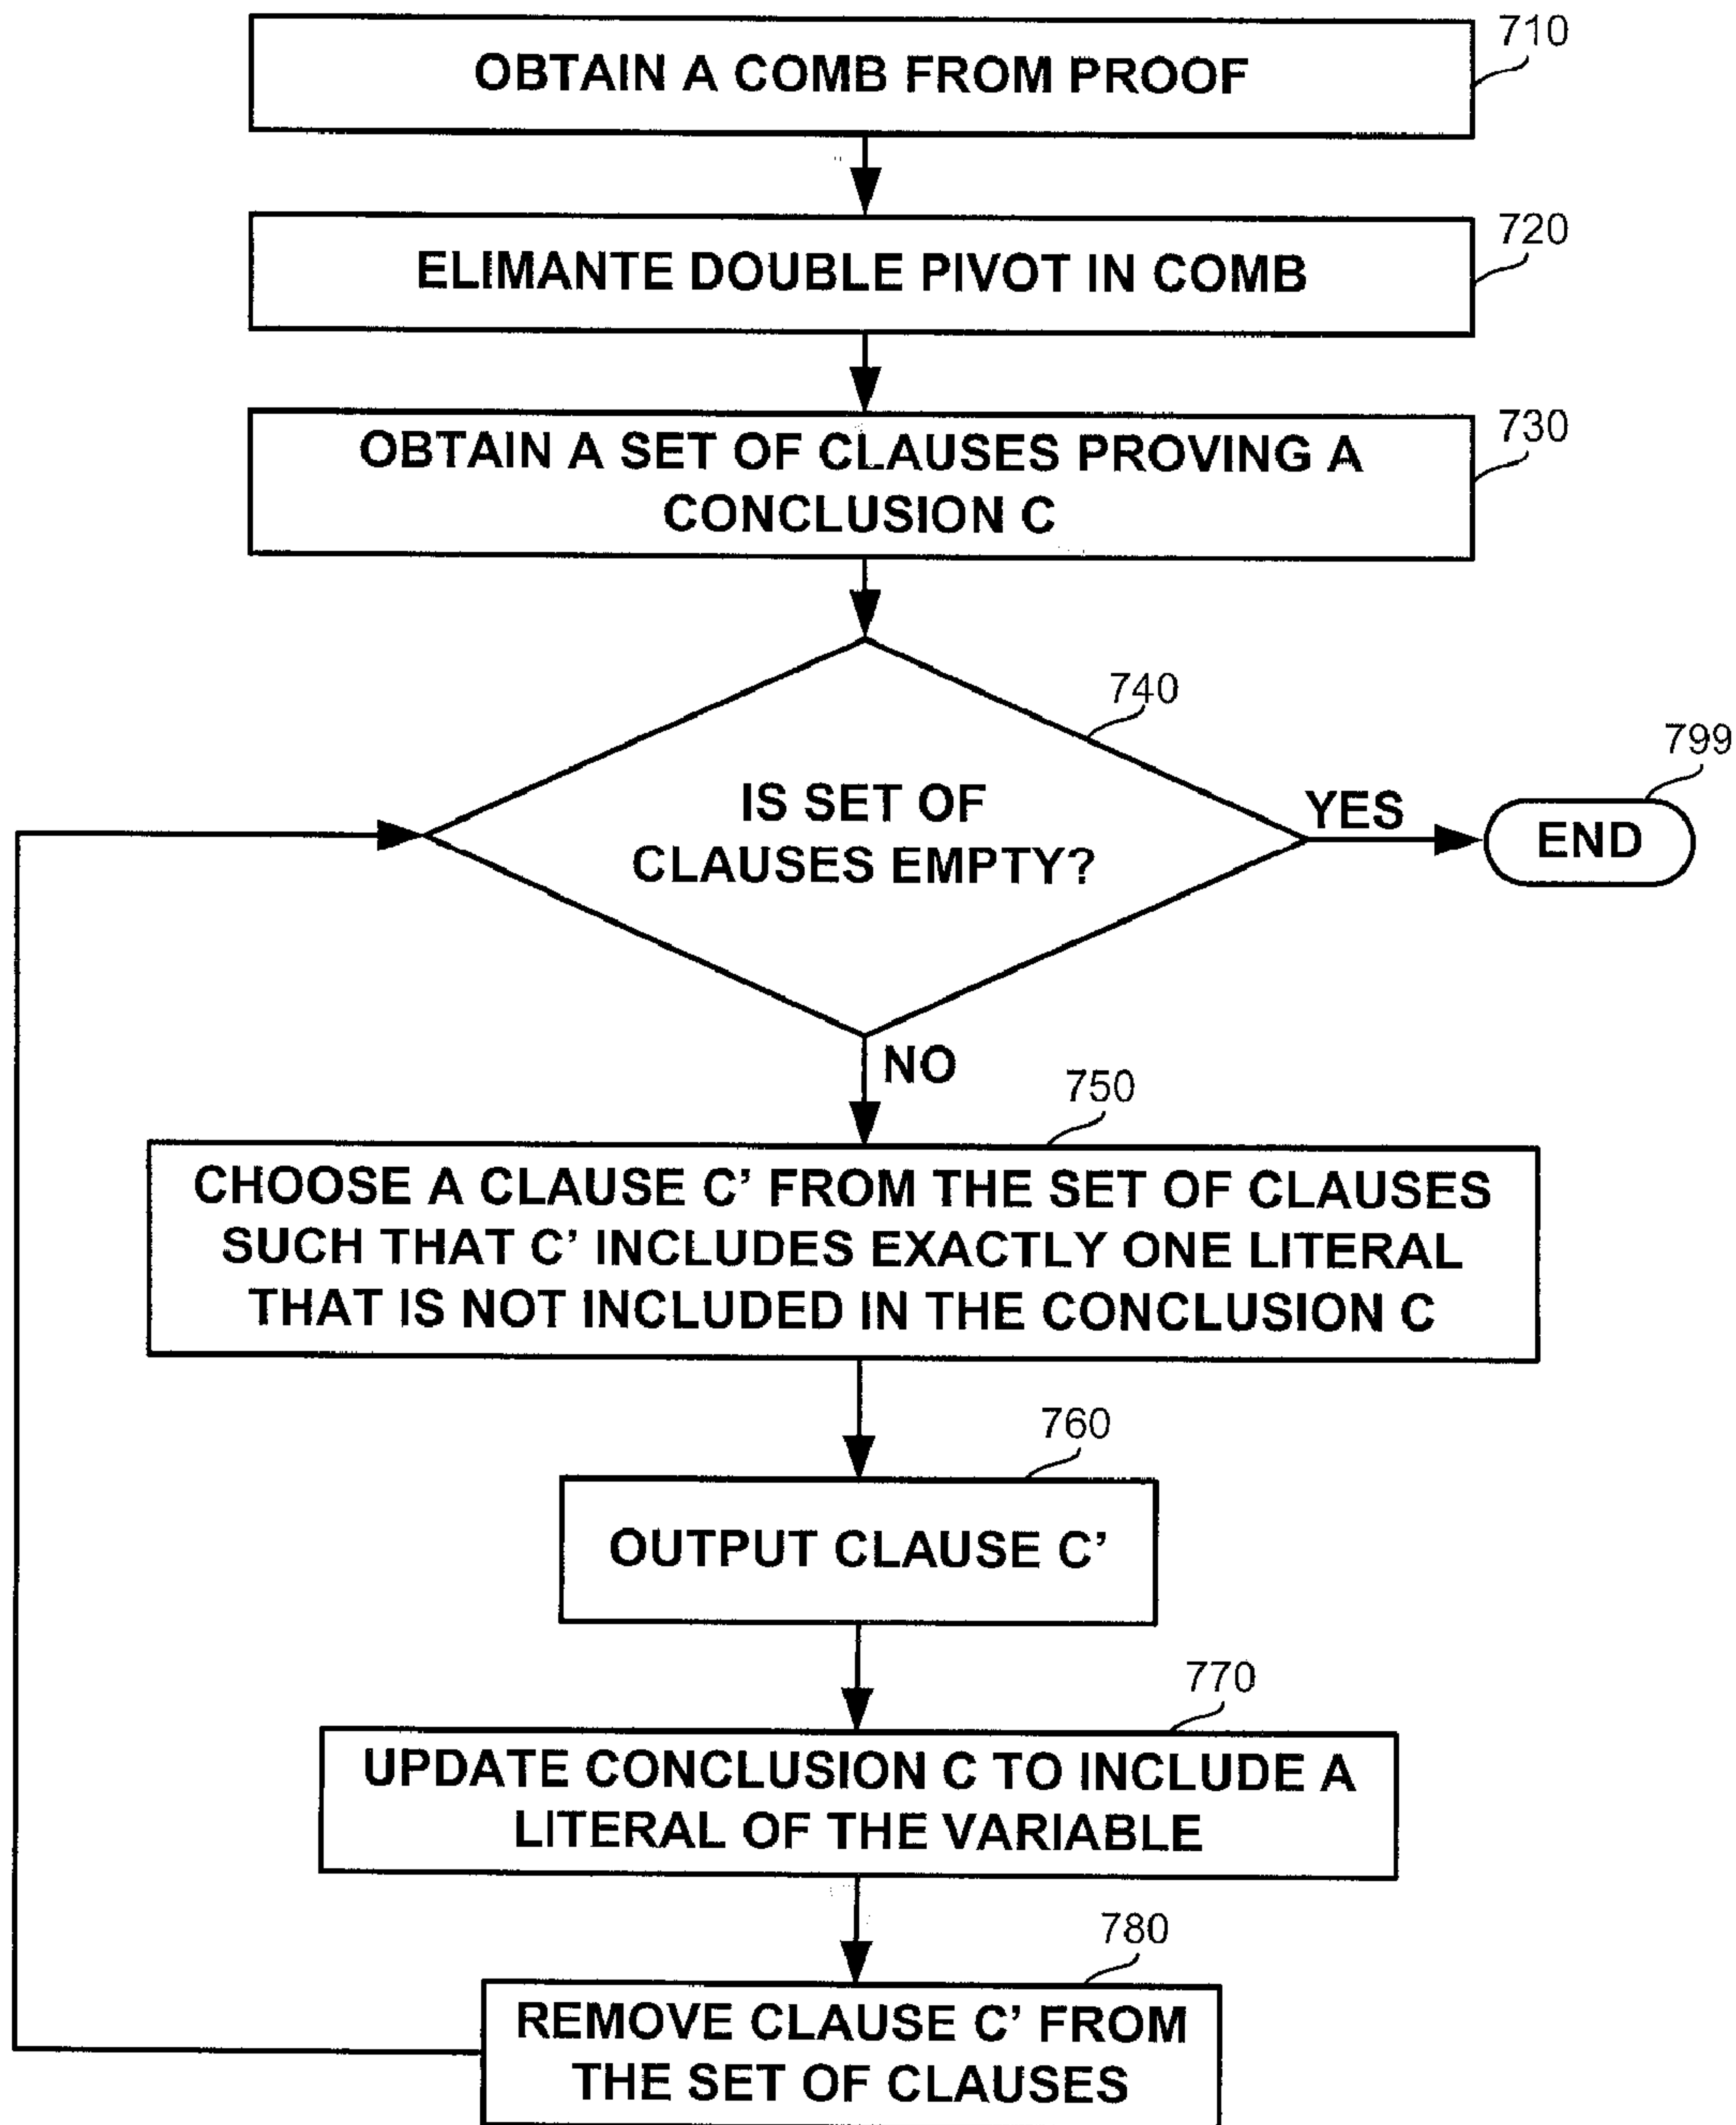 710
OBTAIN A COMB FROM PROOF
720
ELIMANTE DOUBLE PIVOT IN COMB
730
OBTAIN A SET OF CLAUSES PROVING A
CONCLUSION C
740
799
IS SET OF
CLAUSES EMPTY?
YES
END
NO
750
CHOOSE A CLAUSE C’ FROM THE SET OF CLAUSES
SUCH THAT C’ INCLUDES EXACTLY ONE LITERAL
THAT IS NOT INCLUDED IN THE CONCLUSION C
760
OUTPUT CLAUSE C’
770
UPDATE CONCLUSION C TO INCLUDE A
LITERAL OF THE VARIABLE
780
REMOVE CLAUSE C’ FROM
THE SET OF CLAUSES